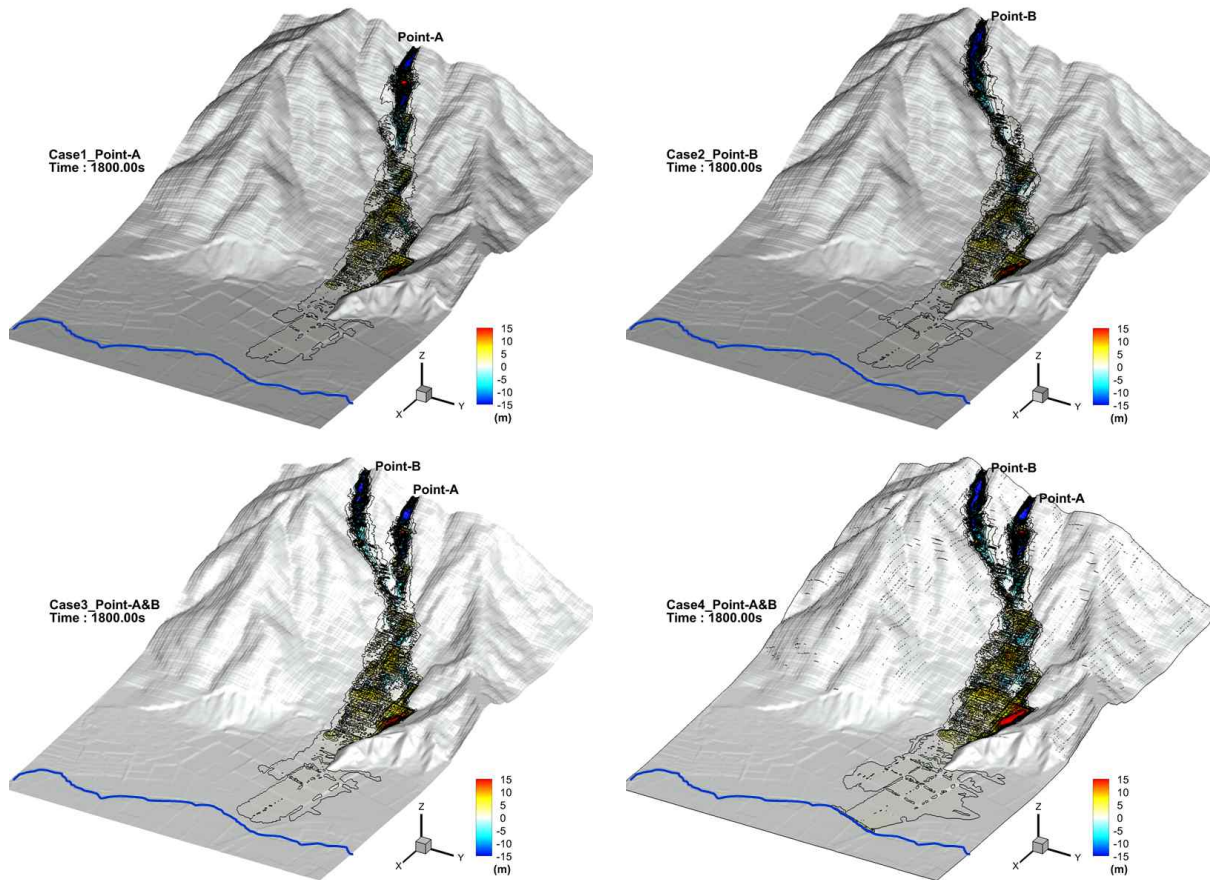 Point-A
Case1_Point-A
Time : 1800.00s
15
10
5
0
-5
-10
-15
(m)
Z
X
Y
Point-B
Case2_Point-B
Time : 1800.00s
15
10
5
0
-5
-10
-15
(m)
Z
X
Y
Point-B
Point-A
Case3_Point-A&B
Time : 1800.00s
15
10
5
0
-5
-10
-15
(m)
Z
X
Y
Point-B
Point-A
Case4_Point-A&B
Time : 1800.00s
15
10
5
0
-5
-10
-15
(m)
Z
X
Y